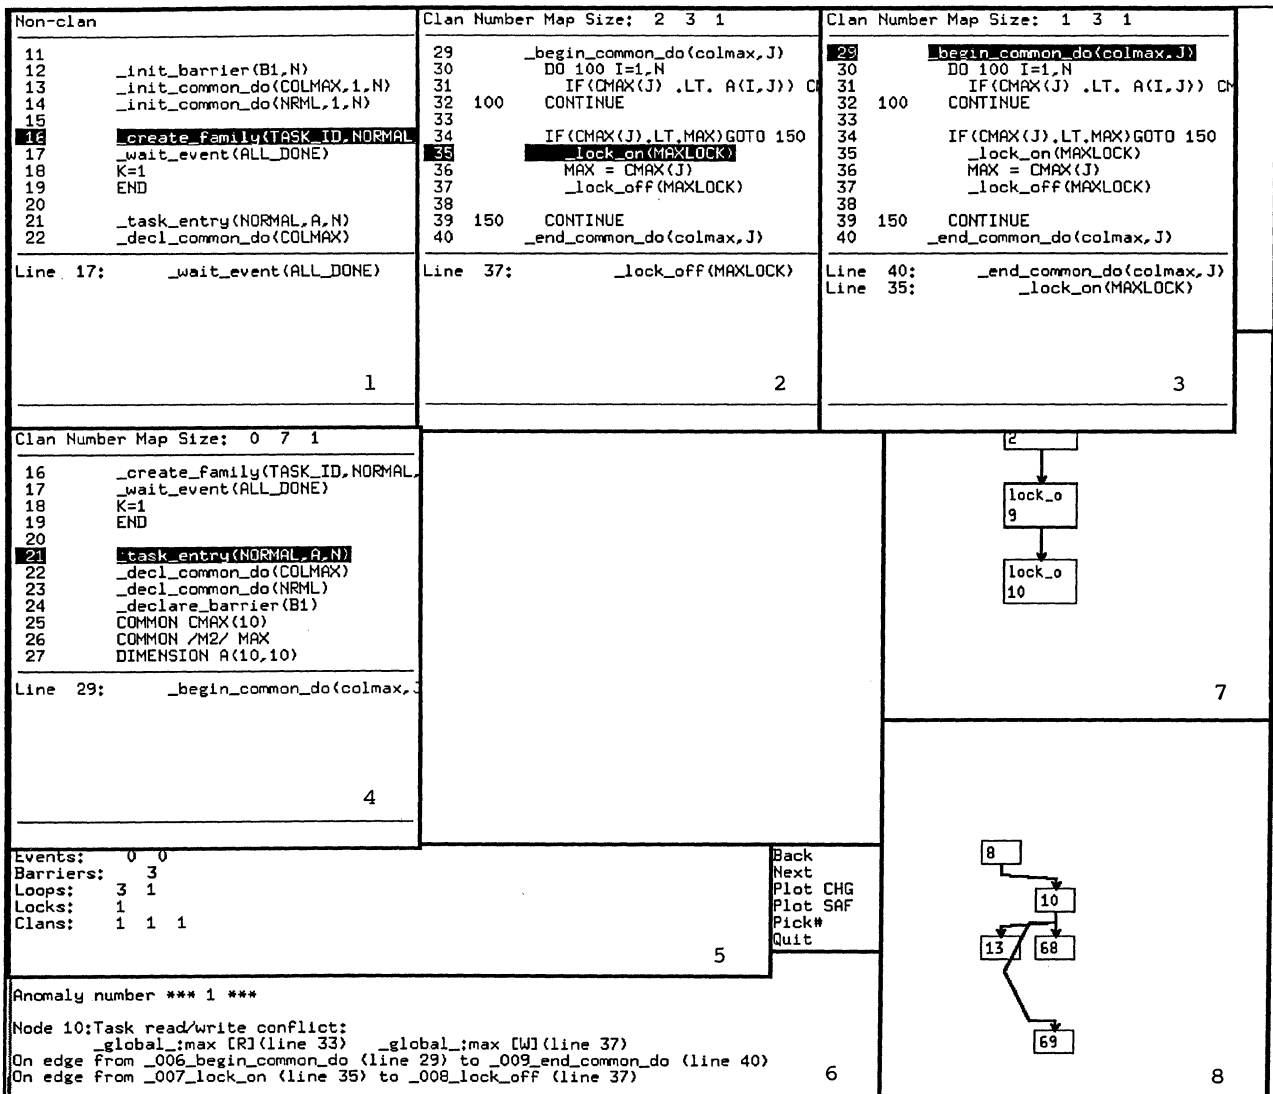 Non-clan
11
12 _init_barrier(B1,N)
13 _init_common_do(COLMAX,1,N)
14 _init_common_do(NRML,1,N)
15
16 _create_family(TASK_ID,NORMAL
17 _wait_event(ALL_DONE)
18 K=1
19 END
20
21 _task_entry(NORMAL,A,N)
22 _decl_common_do(COLMAX)
Line 17: _wait_event(ALL_DONE)
1
Clan Number Map Size: 2 3 1
29 _begin_common_do(colmax,J)
30 DO 100 I=1,N
31 IF(CMAX(J) .LT. A(I,J)) CM
32 100 CONTINUE
33
34 IF(CMAX(J).LT.MAX)GOTO 150
35 _lock_on(MAXLOCK)
36 MAX = CMAX(J)
37 _lock_off(MAXLOCK)
38
39 150 CONTINUE
40 _end_common_do(colmax,J)
Line 37: _lock_off(MAXLOCK)
2
Clan Number Map Size: 1 3 1
29 _begin_common_do(colmax,J)
30 DO 100 I=1,N
31 IF(CMAX(J) .LT. A(I,J)) CM
32 100 CONTINUE
33
34 IF(CMAX(J).LT.MAX)GOTO 150
35 _lock_on(MAXLOCK)
36 MAX = CMAX(J)
37 _lock_off(MAXLOCK)
38
39 150 CONTINUE
40 _end_common_do(colmax,J)
Line 40: _end_common_do(colmax,J)
Line 35: _lock_on(MAXLOCK)
3
Clan Number Map Size: 0 7 1
16 _create_family(TASK_ID,NORMAL,
17 _wait_event(ALL_DONE)
18 K=1
19 END
20
21 _task_entry(NORMAL,A,N)
22 _decl_common_do(COLMAX)
23 _decl_common_do(NRML)
24 _declare_barrier(B1)
25 COMMON CMAX(10)
26 COMMON /M2/ MAX
27 DIMENSION A(10,10)
Line 29: _begin_common_do(colmax,J
4
2
lock_o
9
lock_o
10
7
Events: 0 0
Barriers: 3
Loops: 3 1
Locks: 1
Clans: 1 1 1
5
Back
Next
Plot CHG
Plot SAF
Pick#
Quit
8
10
13
68
69
8
Anomaly number *** 1 ***
Node 10:Task read/write conflict:
_global_:max [R](line 33) _global_:max [W](line 37)
On edge from _006_begin_common_do (line 29) to _009_end_common_do (line 40)
On edge from _007_lock_on (line 35) to _008_lock_off (line 37)
6